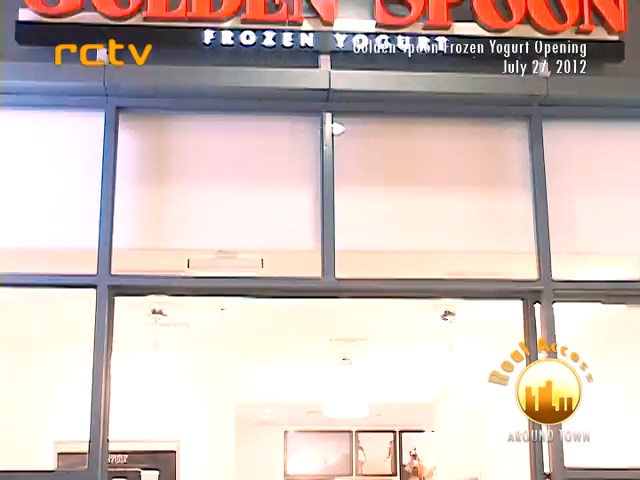 GOLDEN SPOON
FROZEN YOGURT
rctv
Golden Spoon Frozen Yogurt Opening
July 27, 2012
Real Access
AROUND TOWN